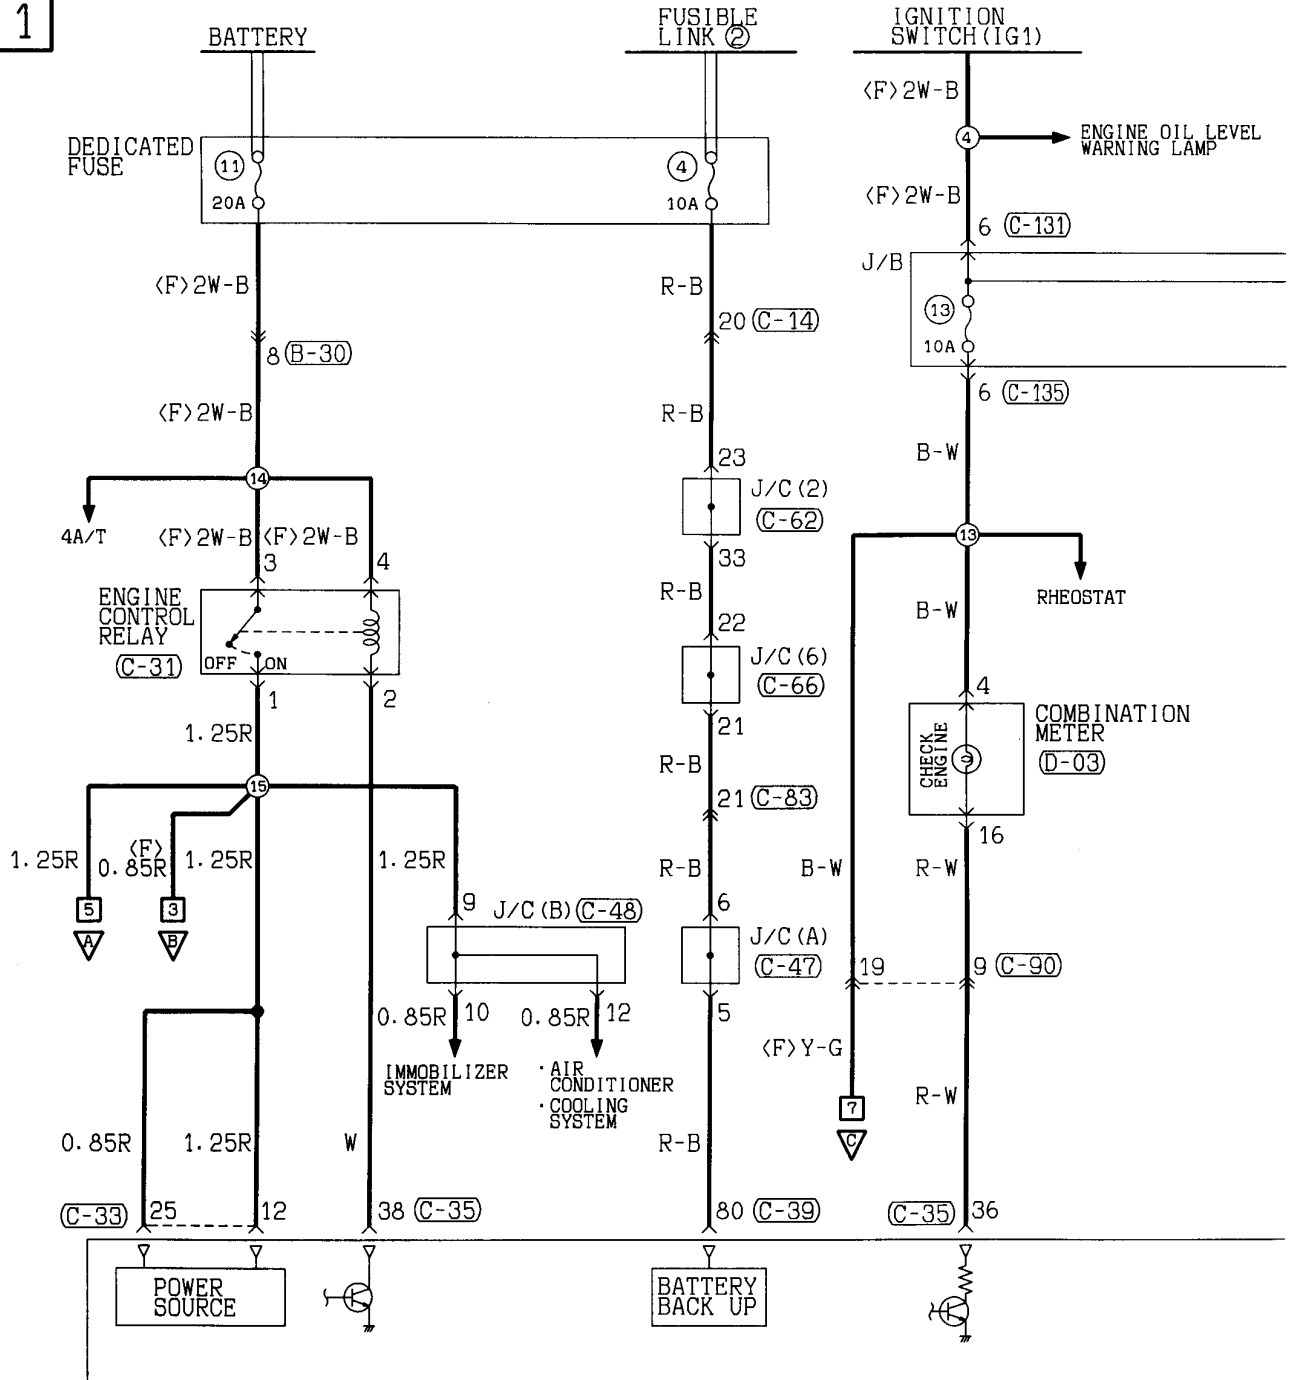 1
BATTERY
FUSIBLE
LINK ②
IGNITION
SWITCH(IG1)
<F>2W-B
4
ENGINE OIL LEVEL
WARNING LAMP
DEDICATED
FUSE
11
20A
4
10A
<F>2W-B
6 (C-131)
J/B
<F>2W-B
R-B
13
10A
20 (C-14)
8 (B-30)
6 (C-135)
<F>2W-B
R-B
B-W
23
14
J/C(2)
(C-62)
4A/T
<F>2W-B
<F>2W-B
13
3
4
33
ENGINE
CONTROL
RELAY
(C-31)
OFF
ON
R-B
RHEOSTAT
B-W
22
J/C(6)
(C-66)
1
2
4
1.25R
21
COMBINATION
METER
(D-03)
CHECK
ENGINE
R-B
15
21 (C-83)
16
1.25R
<F>
0.85R
1.25R
1.25R
R-B
B-W
R-W
5
A
3
B
9
J/C(B) (C-48)
6
J/C(A)
(C-47)
19
9 (C-90)
0.85R
10
0.85R
12
5
IMMOBILIZER
SYSTEM
·AIR
CONDITIONER
·COOLING
SYSTEM
<F>Y-G
7
C
R-W
0.85R
1.25R
W
R-B
(C-33)
25
12
38 (C-35)
80 (C-39)
(C-35)
36
POWER
SOURCE
BATTERY
BACK UP